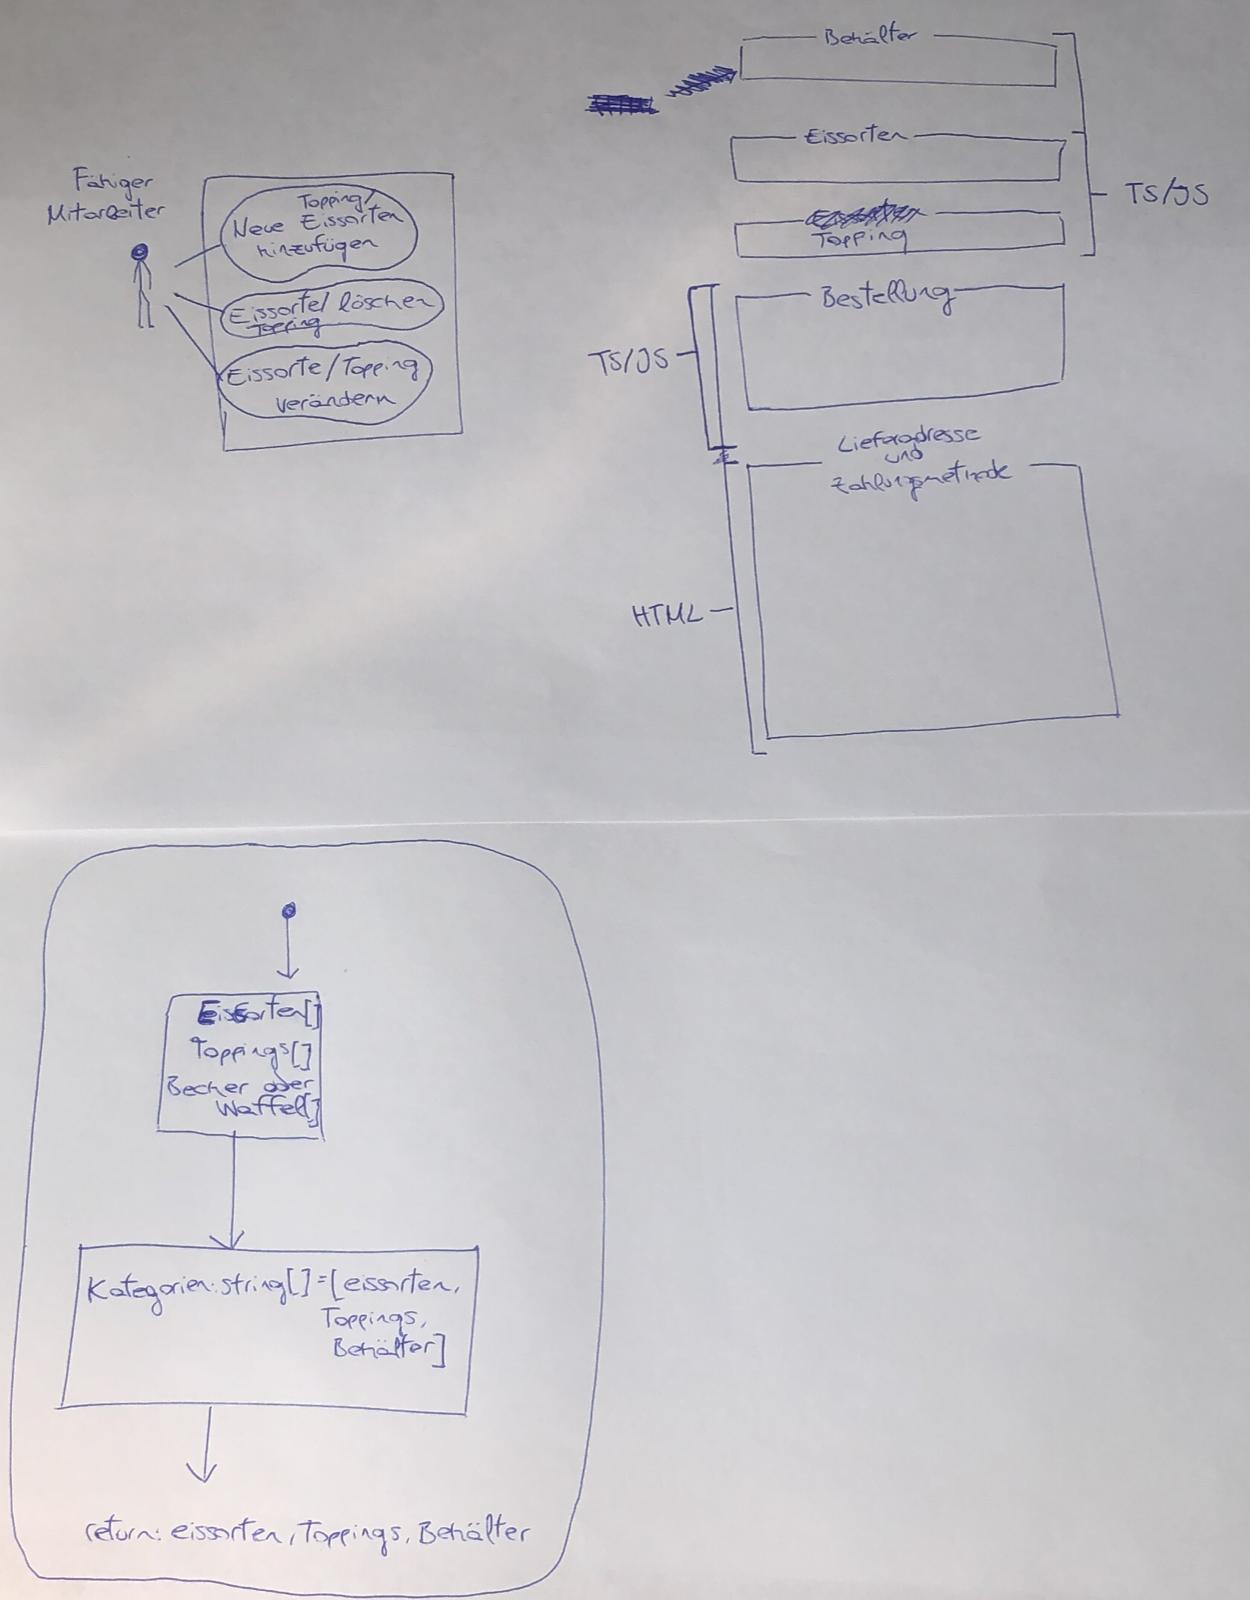 Fähiger
Mitarbeiter
Topping/
Neue Eissorten
hinzufügen
Eissorte/ löschen
Topping
Eissorte/Topping
verändern
Behälter
Eissorten
Topping
TS/JS
Bestellung
TS/JS
Lieferadresse
und
Zahlungsmethode
HTML
Eissorten[]
Toppings[]
Becher oder
Waffel[]
Kategorien:string[]=[eissorten,
Toppings,
Behälter]
return: eissorten, Toppings, Behälter